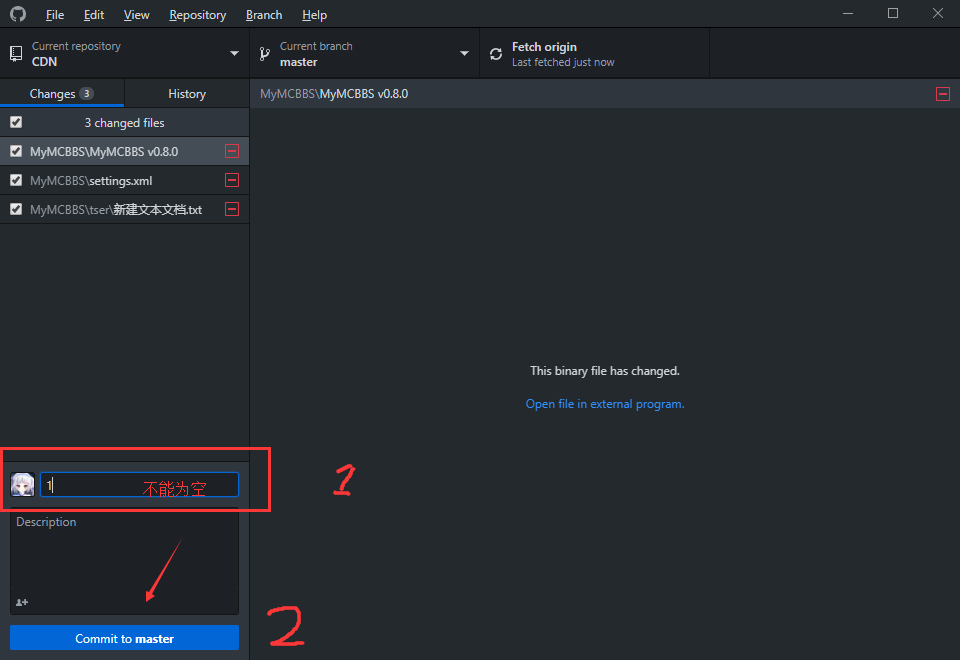 File Edit View Repository Branch Help
Current repository
CDN
Current branch
master
Fetch origin
Last fetched just now
Changes 3
History
MyMCBBS\MyMCBBS v0.8.0
3 changed files
MyMCBBS\MyMCBBS v0.8.0
MyMCBBS\settings.xml
MyMCBBS\tser\新建文本文档.txt
This binary file has changed.
Open file in external program.
1 不能为空
1
Description
2
Commit to master